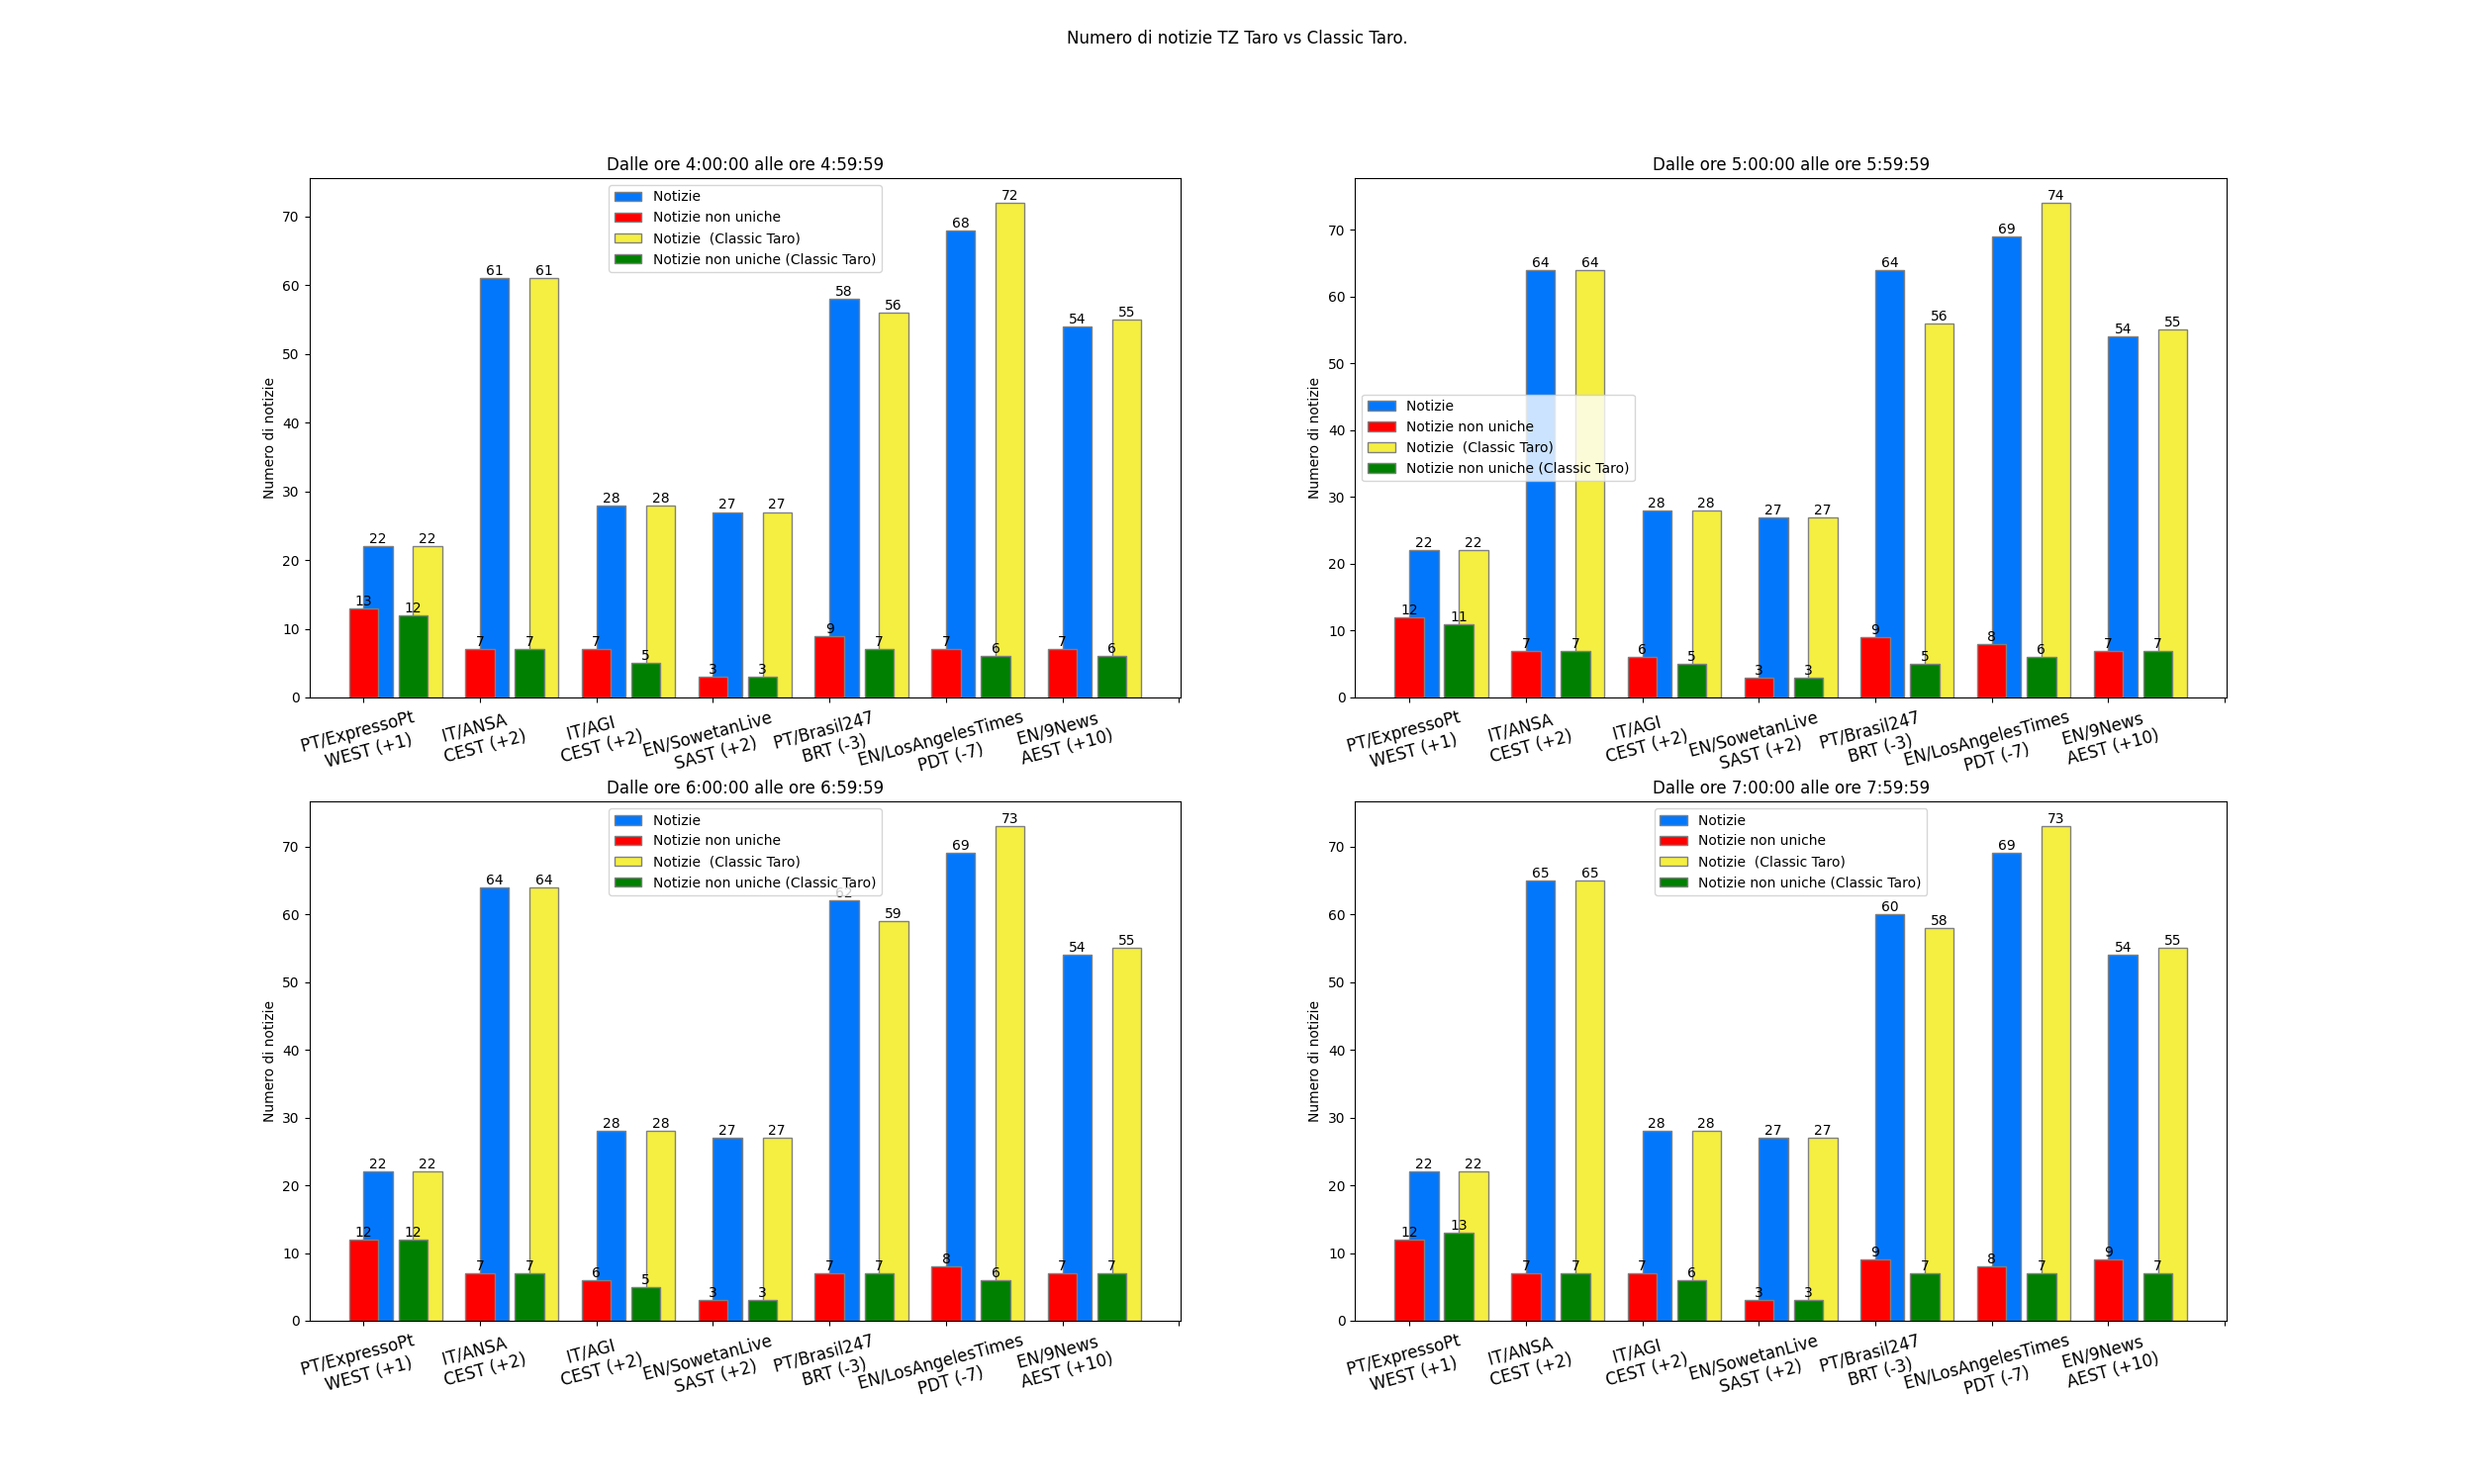 Numero di notizie TZ Taro vs Classic Taro.
Dalle ore 4:00:00 alle ore 4:59:59
Numero di notizie
0
10
20
30
40
50
60
70
Notizie
Notizie non uniche
Notizie  (Classic Taro)
Notizie non uniche (Classic Taro)
22 61 28 27 58 68 54
13 7 7 3 9 7 7
22 61 28 27 56 72 55
12 7 5 3 7 6 6
PT/ExpressoPt
WEST (+1)
IT/ANSA
CEST (+2)
IT/AGI
CEST (+2)
EN/SowetanLive
SAST (+2)
PT/Brasil247
BRT (-3)
EN/LosAngelesTimes
PDT (-7)
EN/9News
AEST (+10)
Dalle ore 5:00:00 alle ore 5:59:59
Numero di notizie
0
10
20
30
40
50
60
70
Notizie
Notizie non uniche
Notizie  (Classic Taro)
Notizie non uniche (Classic Taro)
22 64 28 27 64 69 54
12 7 6 3 9 8 7
22 64 28 27 56 74 55
11 7 5 3 5 6 7
PT/ExpressoPt
WEST (+1)
IT/ANSA
CEST (+2)
IT/AGI
CEST (+2)
EN/SowetanLive
SAST (+2)
PT/Brasil247
BRT (-3)
EN/LosAngelesTimes
PDT (-7)
EN/9News
AEST (+10)
Dalle ore 6:00:00 alle ore 6:59:59
Numero di notizie
0
10
20
30
40
50
60
70
Notizie
Notizie non uniche
Notizie  (Classic Taro)
Notizie non uniche (Classic Taro)
22 64 28 27 62 69 54
12 7 6 3 7 8 7
22 64 28 27 59 73 55
12 7 5 3 7 6 7
PT/ExpressoPt
WEST (+1)
IT/ANSA
CEST (+2)
IT/AGI
CEST (+2)
EN/SowetanLive
SAST (+2)
PT/Brasil247
BRT (-3)
EN/LosAngelesTimes
PDT (-7)
EN/9News
AEST (+10)
Dalle ore 7:00:00 alle ore 7:59:59
Numero di notizie
0
10
20
30
40
50
60
70
Notizie
Notizie non uniche
Notizie  (Classic Taro)
Notizie non uniche (Classic Taro)
22 65 28 27 60 69 54
12 7 7 3 9 8 9
22 65 28 27 58 73 55
13 7 6 3 7 7 7
PT/ExpressoPt
WEST (+1)
IT/ANSA
CEST (+2)
IT/AGI
CEST (+2)
EN/SowetanLive
SAST (+2)
PT/Brasil247
BRT (-3)
EN/LosAngelesTimes
PDT (-7)
EN/9News
AEST (+10)